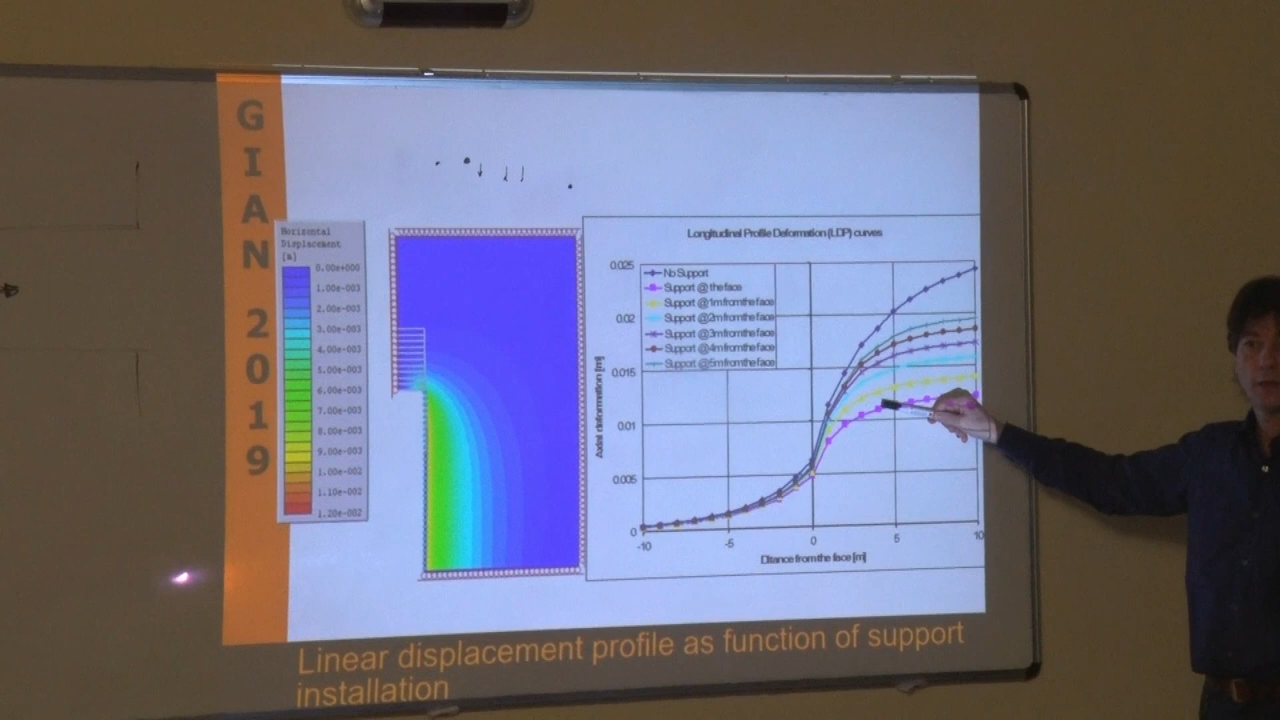 GIAN 2019
Horizontal
Displacement
[m]
0.00e+000
1.00e-003
2.00e-003
3.00e-003
4.00e-003
5.00e-003
6.00e-003
7.00e-003
8.00e-003
9.00e-003
1.00e-002
1.10e-002
1.20e-002
Longitudinal Profile Deformation (LDP) curves
0.025
0.02
0.015
0.01
0.005
0
No Support
Support @ the face
Support @1m from the face
Support @2m from the face
Support @3m from the face
Support @4m from the face
Support @5m from the face
Axial deformation [m]
-10
-5
0
5
10
Ditance from the face [m]
Linear displacement profile as function of support
installation